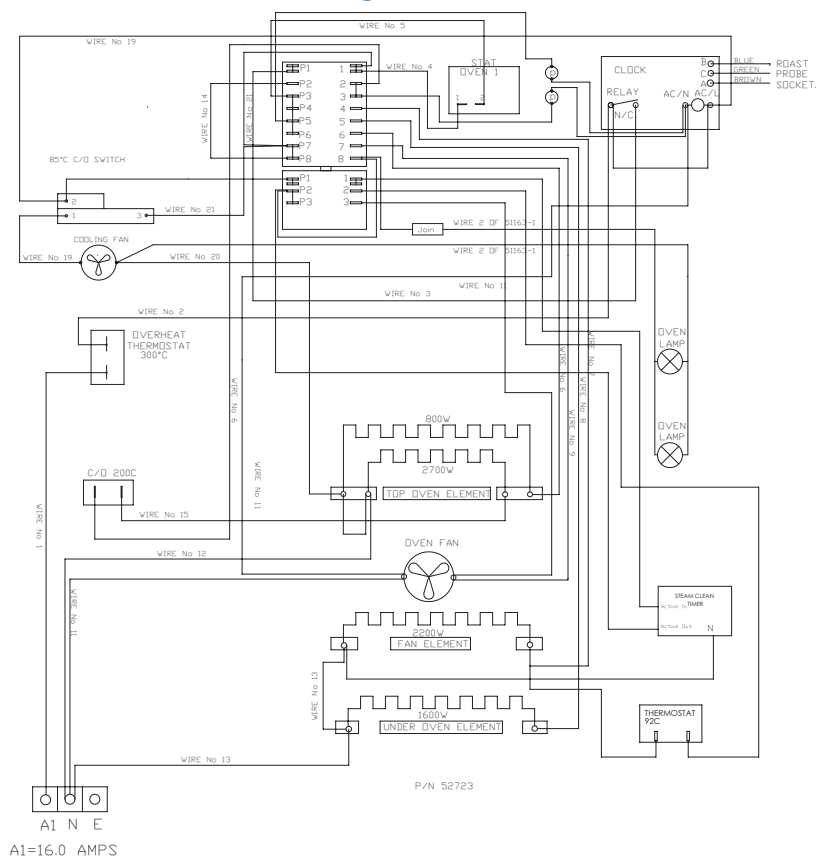 WIRE No 5
WIRE No 19
P1
P2
P3
P4
P5
P6
P7
P8
1
2
3
4
5
6
7
8
WIRE No 4
STAT
OVEN 1
1
2
P
P
CLOCK
RELAY
N/C
AC/N
AC/L
B
C
A
BLUE
GREEN
BROWN
ROAST
PROBE
SOCKET.
WIRE No 14
WIRE No 21
85°C C/O SWITCH
2
1
3
WIRE No 21
P1
P2
P3
1
2
3
Join
WIRE 2 OF 51163-1
WIRE 2 OF 51163-1
COOLING FAN
WIRE No 19
WIRE No 20
WIRE No 11
WIRE No 3
WIRE No 2
OVERHEAT
THERMOSTAT
300°C
OVEN
LAMP
OVEN
LAMP
WIRE No 7
WIRE No 6
WIRE No 8
WIRE No 9
WIRE No 6
WIRE No 11
800W
2700W
TOP OVEN ELEMENT
C/O 200C
WIRE No 15
WIRE No 1
WIRE No 12
OVEN FAN
WIRE No 11
STEAM CLEAN
TIMER
Active In
Active Out
N
2200W
FAN ELEMENT
WIRE No 13
1600W
UNDER OVEN ELEMENT
THERMOSTAT
92C
WIRE No 13
P/N 52723
A1 N E
A1=16.0 AMPS